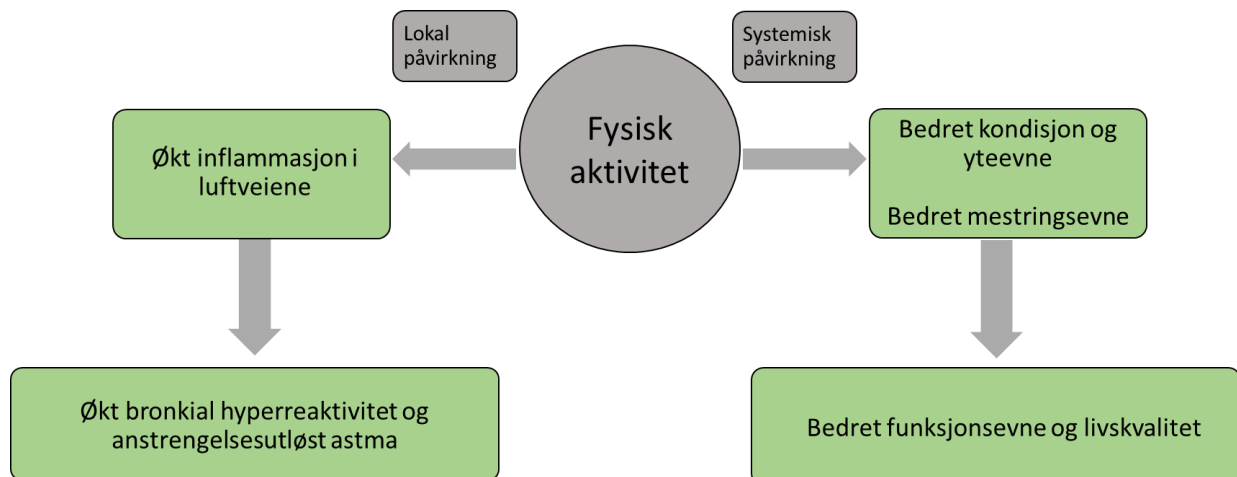 Lokal
påvirkning
Systemisk
påvirkning
Fysisk
aktivitet
Økt inflammasjon i
luftveiene
Bedret kondisjon og
yteevne
Bedret mestringsevne
Økt bronkial hyperreaktivitet og
anstrengelsesutløst astma
Bedret funksjonsevne og livskvalitet